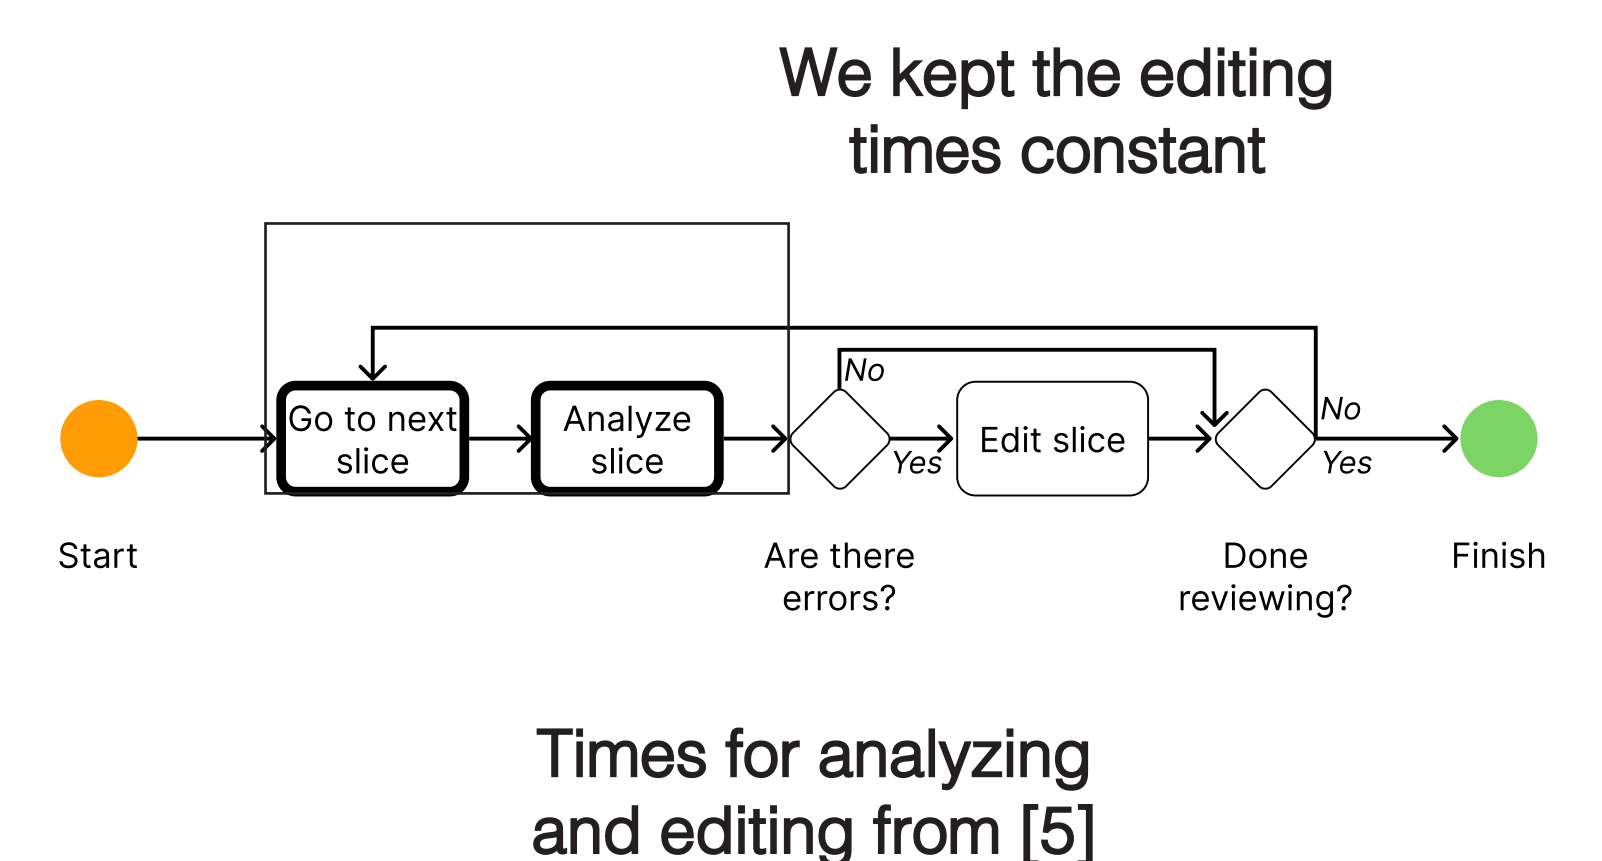 We kept the editing
times constant
No
Go to next
slice
Analyze
slice
Yes
Edit slice
No
Yes
Start
Are there
errors?
Done
reviewing?
Finish
Times for analyzing
and editing from [5]